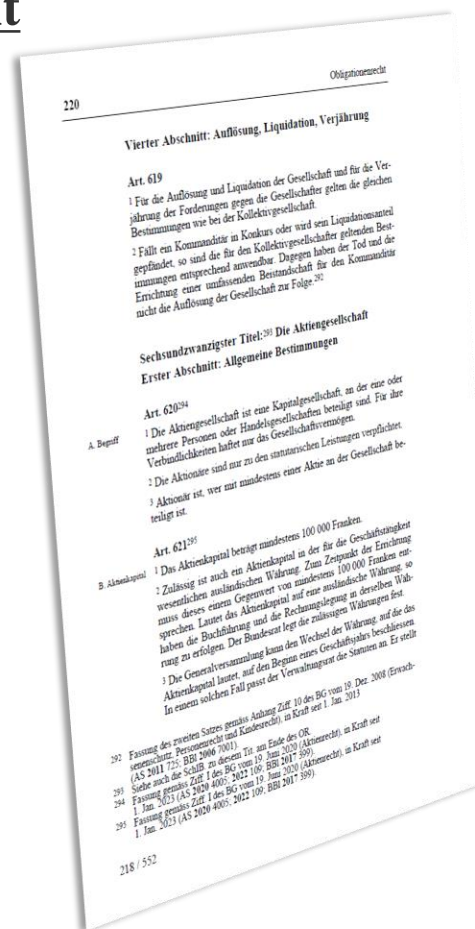 t
220
Obligationenrecht
Vierter Abschnitt: Auflösung, Liquidation, Verjährung
Art. 619
1 Für die Auflösung und Liquidation der Gesellschaft und für die Ver-
jährung der Forderungen gegen die Gesellschafter gelten die gleichen
Bestimmungen wie bei der Kollektivgesellschaft.
2 Fällt ein Kommanditär in Konkurs oder wird sein Liquidationsanteil
gepfändet, so sind die für den Kollektivgesellschafter geltenden Best-
immungen entsprechend anwendbar. Dagegen haben der Tod und die
Errichtung einer umfassenden Beistandschaft für den Kommanditär
nicht die Auflösung der Gesellschaft zur Folge.292
Sechsundzwanzigster Titel:293 Die Aktiengesellschaft
Erster Abschnitt: Allgemeine Bestimmungen
Art. 620294
A. Begriff
1 Die Aktiengesellschaft ist eine Kapitalgesellschaft, an der eine oder
mehrere Personen oder Handelsgesellschaften beteiligt sind. Für ihre
Verbindlichkeiten haftet nur das Gesellschaftsvermögen.
2 Die Aktionäre sind nur zu den statutarischen Leistungen verpflichtet.
3 Aktionär ist, wer mit mindestens einer Aktie an der Gesellschaft be-
teiligt ist.
Art. 621295
B. Aktienkapital
1 Das Aktienkapital beträgt mindestens 100 000 Franken.
2 Zulässig ist auch ein Aktienkapital in der für die Geschäftstätigkeit
wesentlichen ausländischen Währung. Zum Zeitpunkt der Errichtung
muss dieses einem Gegenwert von mindestens 100 000 Franken ent-
sprechen. Lautet das Aktienkapital auf eine ausländische Währung, so
haben die Buchführung und die Rechnungslegung in derselben Wäh-
rung zu erfolgen. Der Bundesrat legt die zulässigen Währungen fest.
3 Die Generalversammlung kann den Wechsel der Währung, auf die das
Aktienkapital lautet, auf den Beginn eines Geschäftsjahrs beschliessen.
In einem solchen Fall passt der Verwaltungsrat die Statuten an. Er stellt
292 Fassung des zweiten Satzes gemäss Anhang Ziff. 10 des BG vom 19. Dez. 2008 (Erwach-
senenschutz, Personenrecht und Kindesrecht), in Kraft seit 1. Jan. 2013
(AS 2011 725; BBl 2006 7001).
293 Siehe auch die SchlB zu diesem Tit. am Ende des OR.
294 Fassung gemäss Ziff. I des BG vom 19. Juni 2020 (Aktienrecht), in Kraft seit
1. Jan. 2023 (AS 2020 4005; 2022 109; BBl 2017 399).
295 Fassung gemäss Ziff. I des BG vom 19. Juni 2020 (Aktienrecht), in Kraft seit
1. Jan. 2023 (AS 2020 4005; 2022 109; BBl 2017 399).
218 / 552